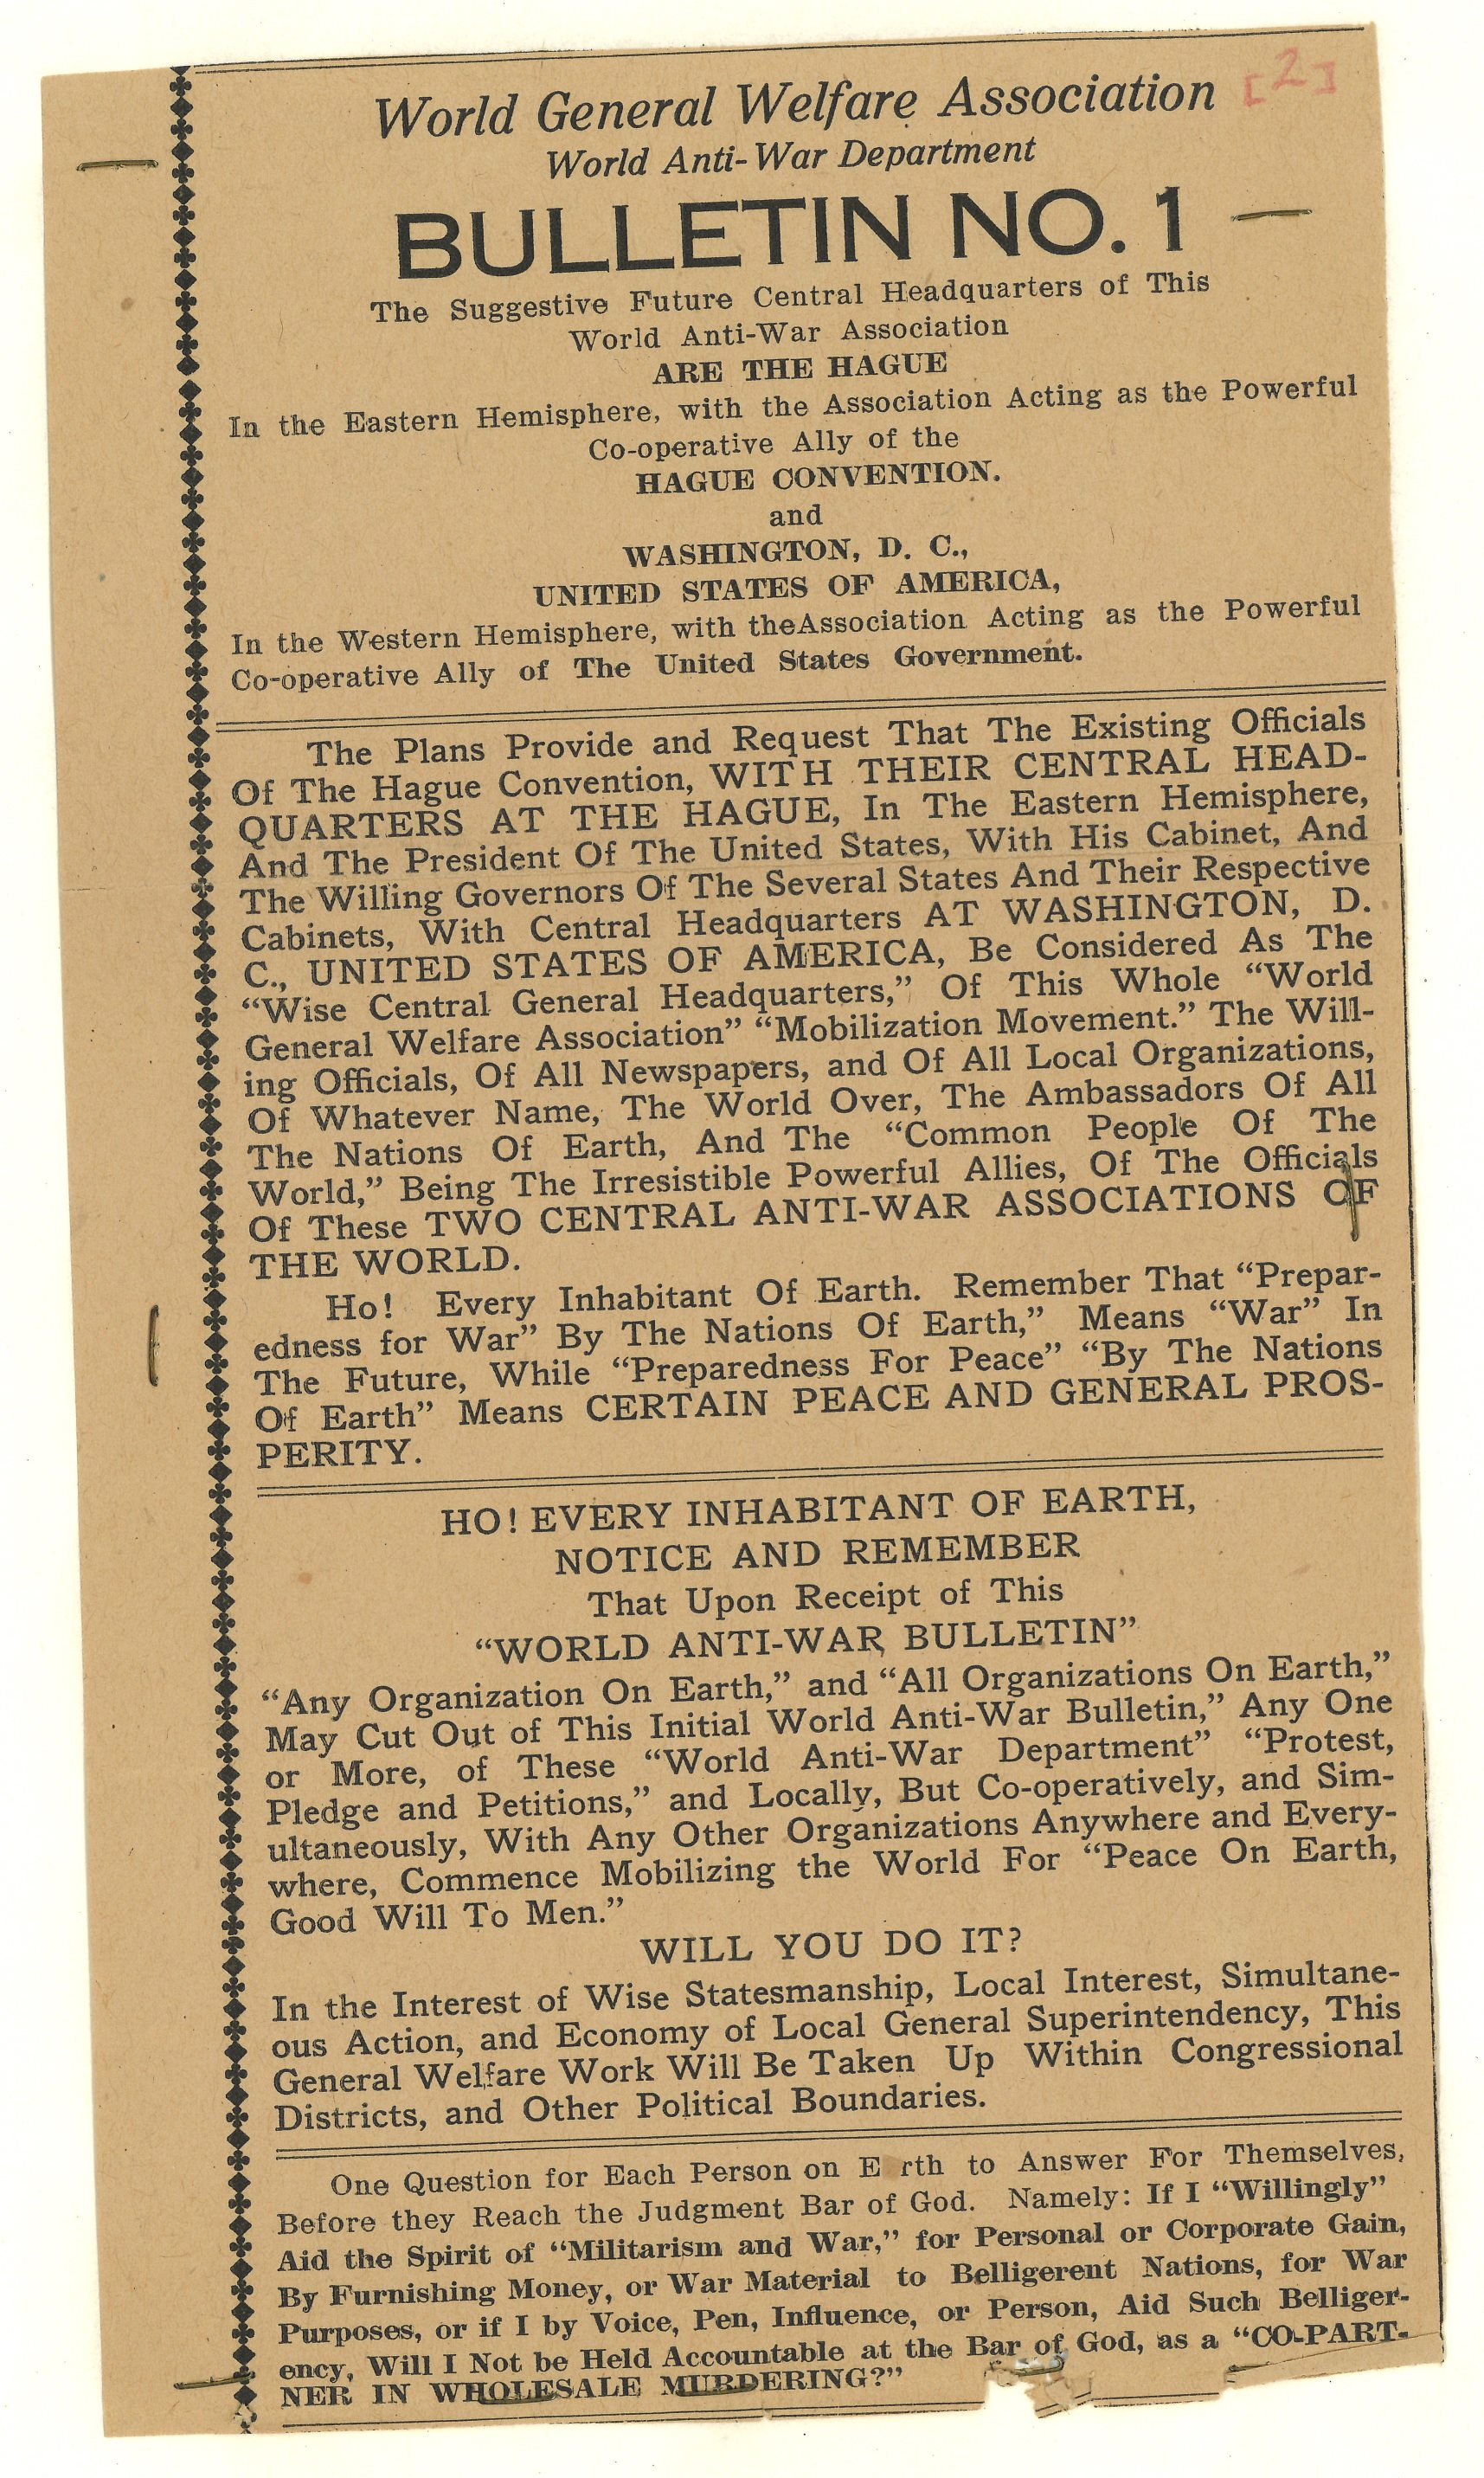 [2]
World General Welfare Association
World Anti-War Department
BULLETIN NO. 1
The Suggestive Future Central Headquarters of This
World Anti-War Association
ARE THE HAGUE
In the Eastern Hemisphere, with the Association Acting as the Powerful
Co-operative Ally of the
HAGUE CONVENTION.
and
WASHINGTON, D. C.,
UNITED STATES OF AMERICA,
In the Western Hemisphere, with theAssociation Acting as the Powerful
Co-operative Ally of The United States Government.
The Plans Provide and Request That The Existing Officials
Of The Hague Convention, WITH THEIR CENTRAL HEAD-
QUARTERS AT THE HAGUE, In The Eastern Hemisphere,
And The President Of The United States, With His Cabinet, And
The Willing Governors Of The Several States And Their Respective
Cabinets, With Central Headquarters AT WASHINGTON, D.
C., UNITED STATES OF AMERICA, Be Considered As The
“Wise Central General Headquarters,” Of This Whole “World
General Welfare Association” “Mobilization Movement.” The Will-
ing Officials, Of All Newspapers, and Of All Local Organizations,
Of Whatever Name, The World Over, The Ambassadors Of All
The Nations Of Earth, And The “Common People Of The
World,” Being The Irresistible Powerful Allies, Of The Officials
Of These TWO CENTRAL ANTI-WAR ASSOCIATIONS OF
THE WORLD.
Ho! Every Inhabitant Of Earth. Remember That “Prepar-
edness for War” By The Nations Of Earth,” Means “War” In
The Future, While “Preparedness For Peace” “By The Nations
Of Earth” Means CERTAIN PEACE AND GENERAL PROS-
PERITY.
HO! EVERY INHABITANT OF EARTH,
NOTICE AND REMEMBER
That Upon Receipt of This
“WORLD ANTI-WAR BULLETIN”
“Any Organization On Earth,” and “All Organizations On Earth,”
May Cut Out of This Initial World Anti-War Bulletin,” Any One
or More, of These “World Anti-War Department” “Protest,
Pledge and Petitions,” and Locally, But Co-operatively, and Sim-
ultaneously, With Any Other Organizations Anywhere and Every-
where, Commence Mobilizing the World For “Peace On Earth,
Good Will To Men.”
WILL YOU DO IT?
In the Interest of Wise Statesmanship, Local Interest, Simultane-
ous Action, and Economy of Local General Superintendency, This
General Welfare Work Will Be Taken Up Within Congressional
Districts, and Other Political Boundaries.
One Question for Each Person on E rth to Answer For Themselves,
Before they Reach the Judgment Bar of God. Namely: If I “Willingly”
Aid the Spirit of “Militarism and War,” for Personal or Corporate Gain,
By Furnishing Money, or War Material to Belligerent Nations, for War
Purposes, or if I by Voice, Pen, Influence, or Person, Aid Such Belliger-
ency, Will I Not be Held Accountable at the Bar of God, as a “CO-PART-
NER IN WHOLESALE MURDERING?”